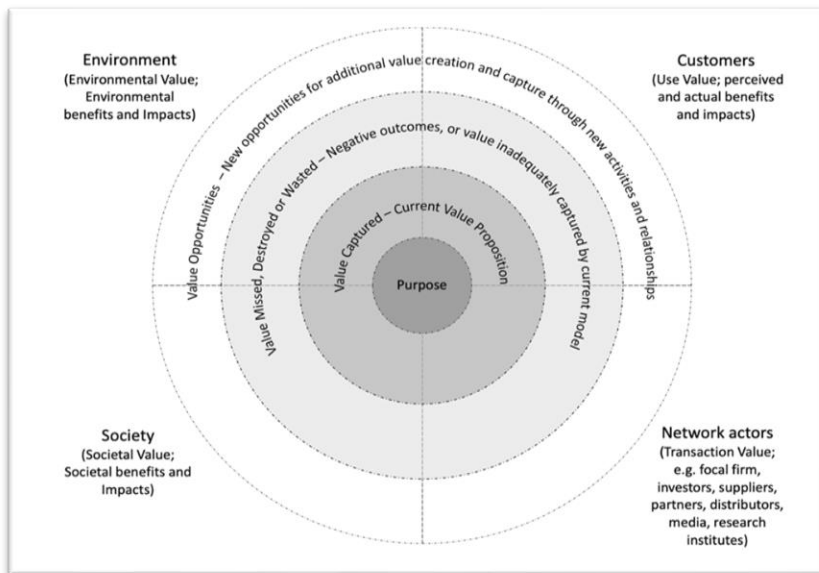 Environment
(Environmental Value;
Environmental
benefits and Impacts)
Customers
(Use Value; perceived
and actual benefits
and impacts)
Value Opportunities – New opportunities for additional value creation and capture through new activities and relationships
Value Missed, Destroyed or Wasted – Negative outcomes, or value inadequately captured by current model
Value Captured – Current Value Proposition
Purpose
Society
(Societal Value;
Societal benefits and
Impacts)
Network actors
(Transaction Value;
e.g. focal firm,
investors, suppliers,
partners, distributors,
media, research
institutes)